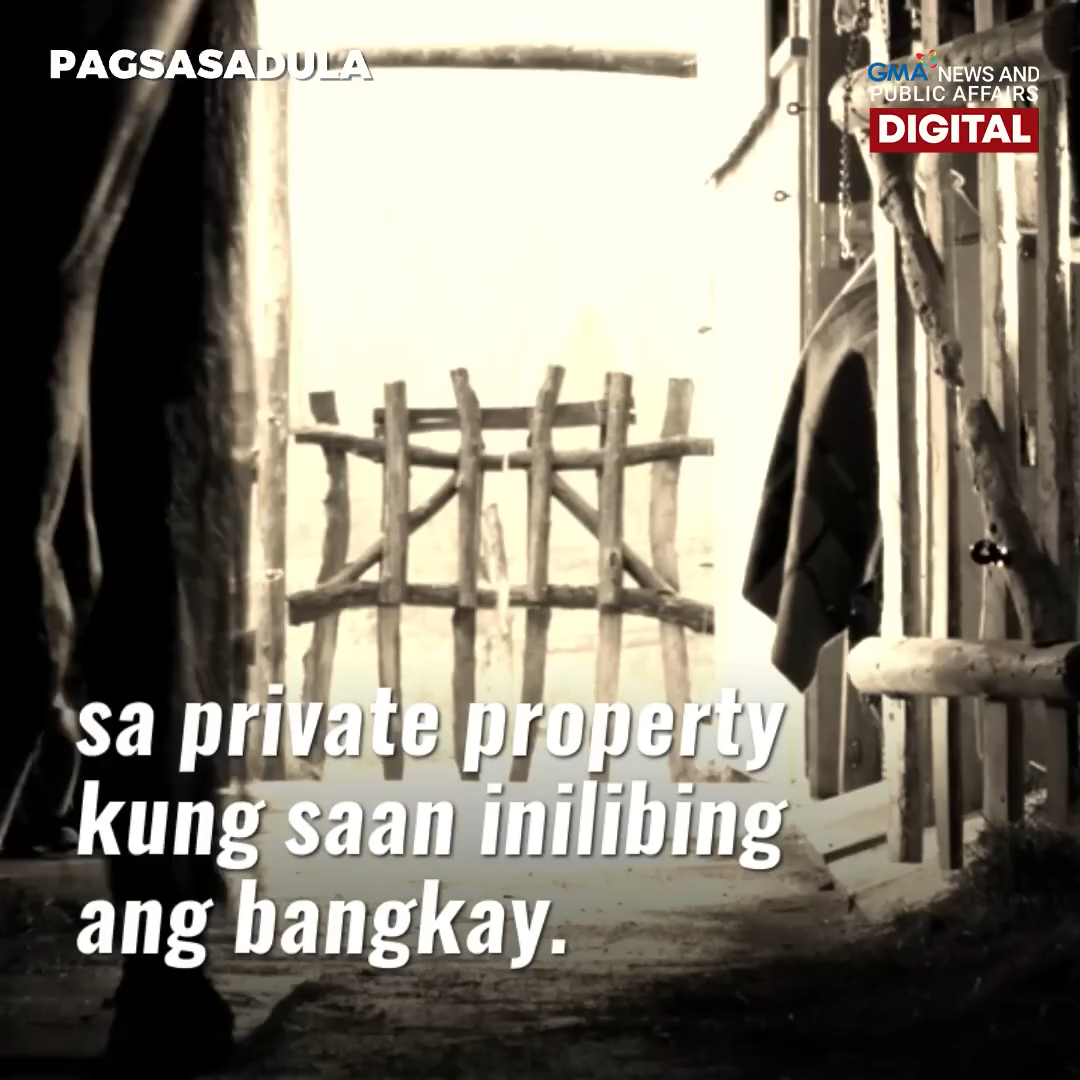 PAGSASADULA
GMA NEWS AND
PUBLIC AFFAIRS
DIGITAL
sa private property
kung saan inilibing
ang bangkay.